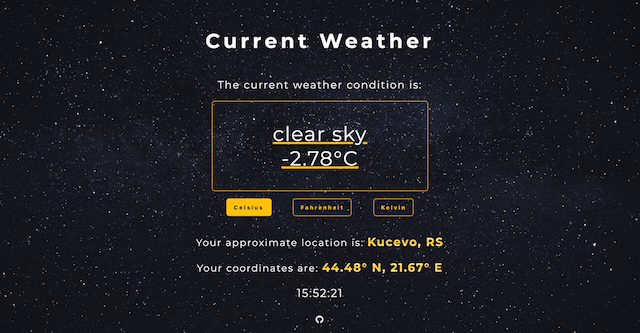 Current Weather
The current weather condition is:
clear sky
-2.78°C
Celsius Fahrenheit Kelvin
Your approximate location is: Kucevo, RS
Your coordinates are: 44.48° N, 21.67° E
15:52:21